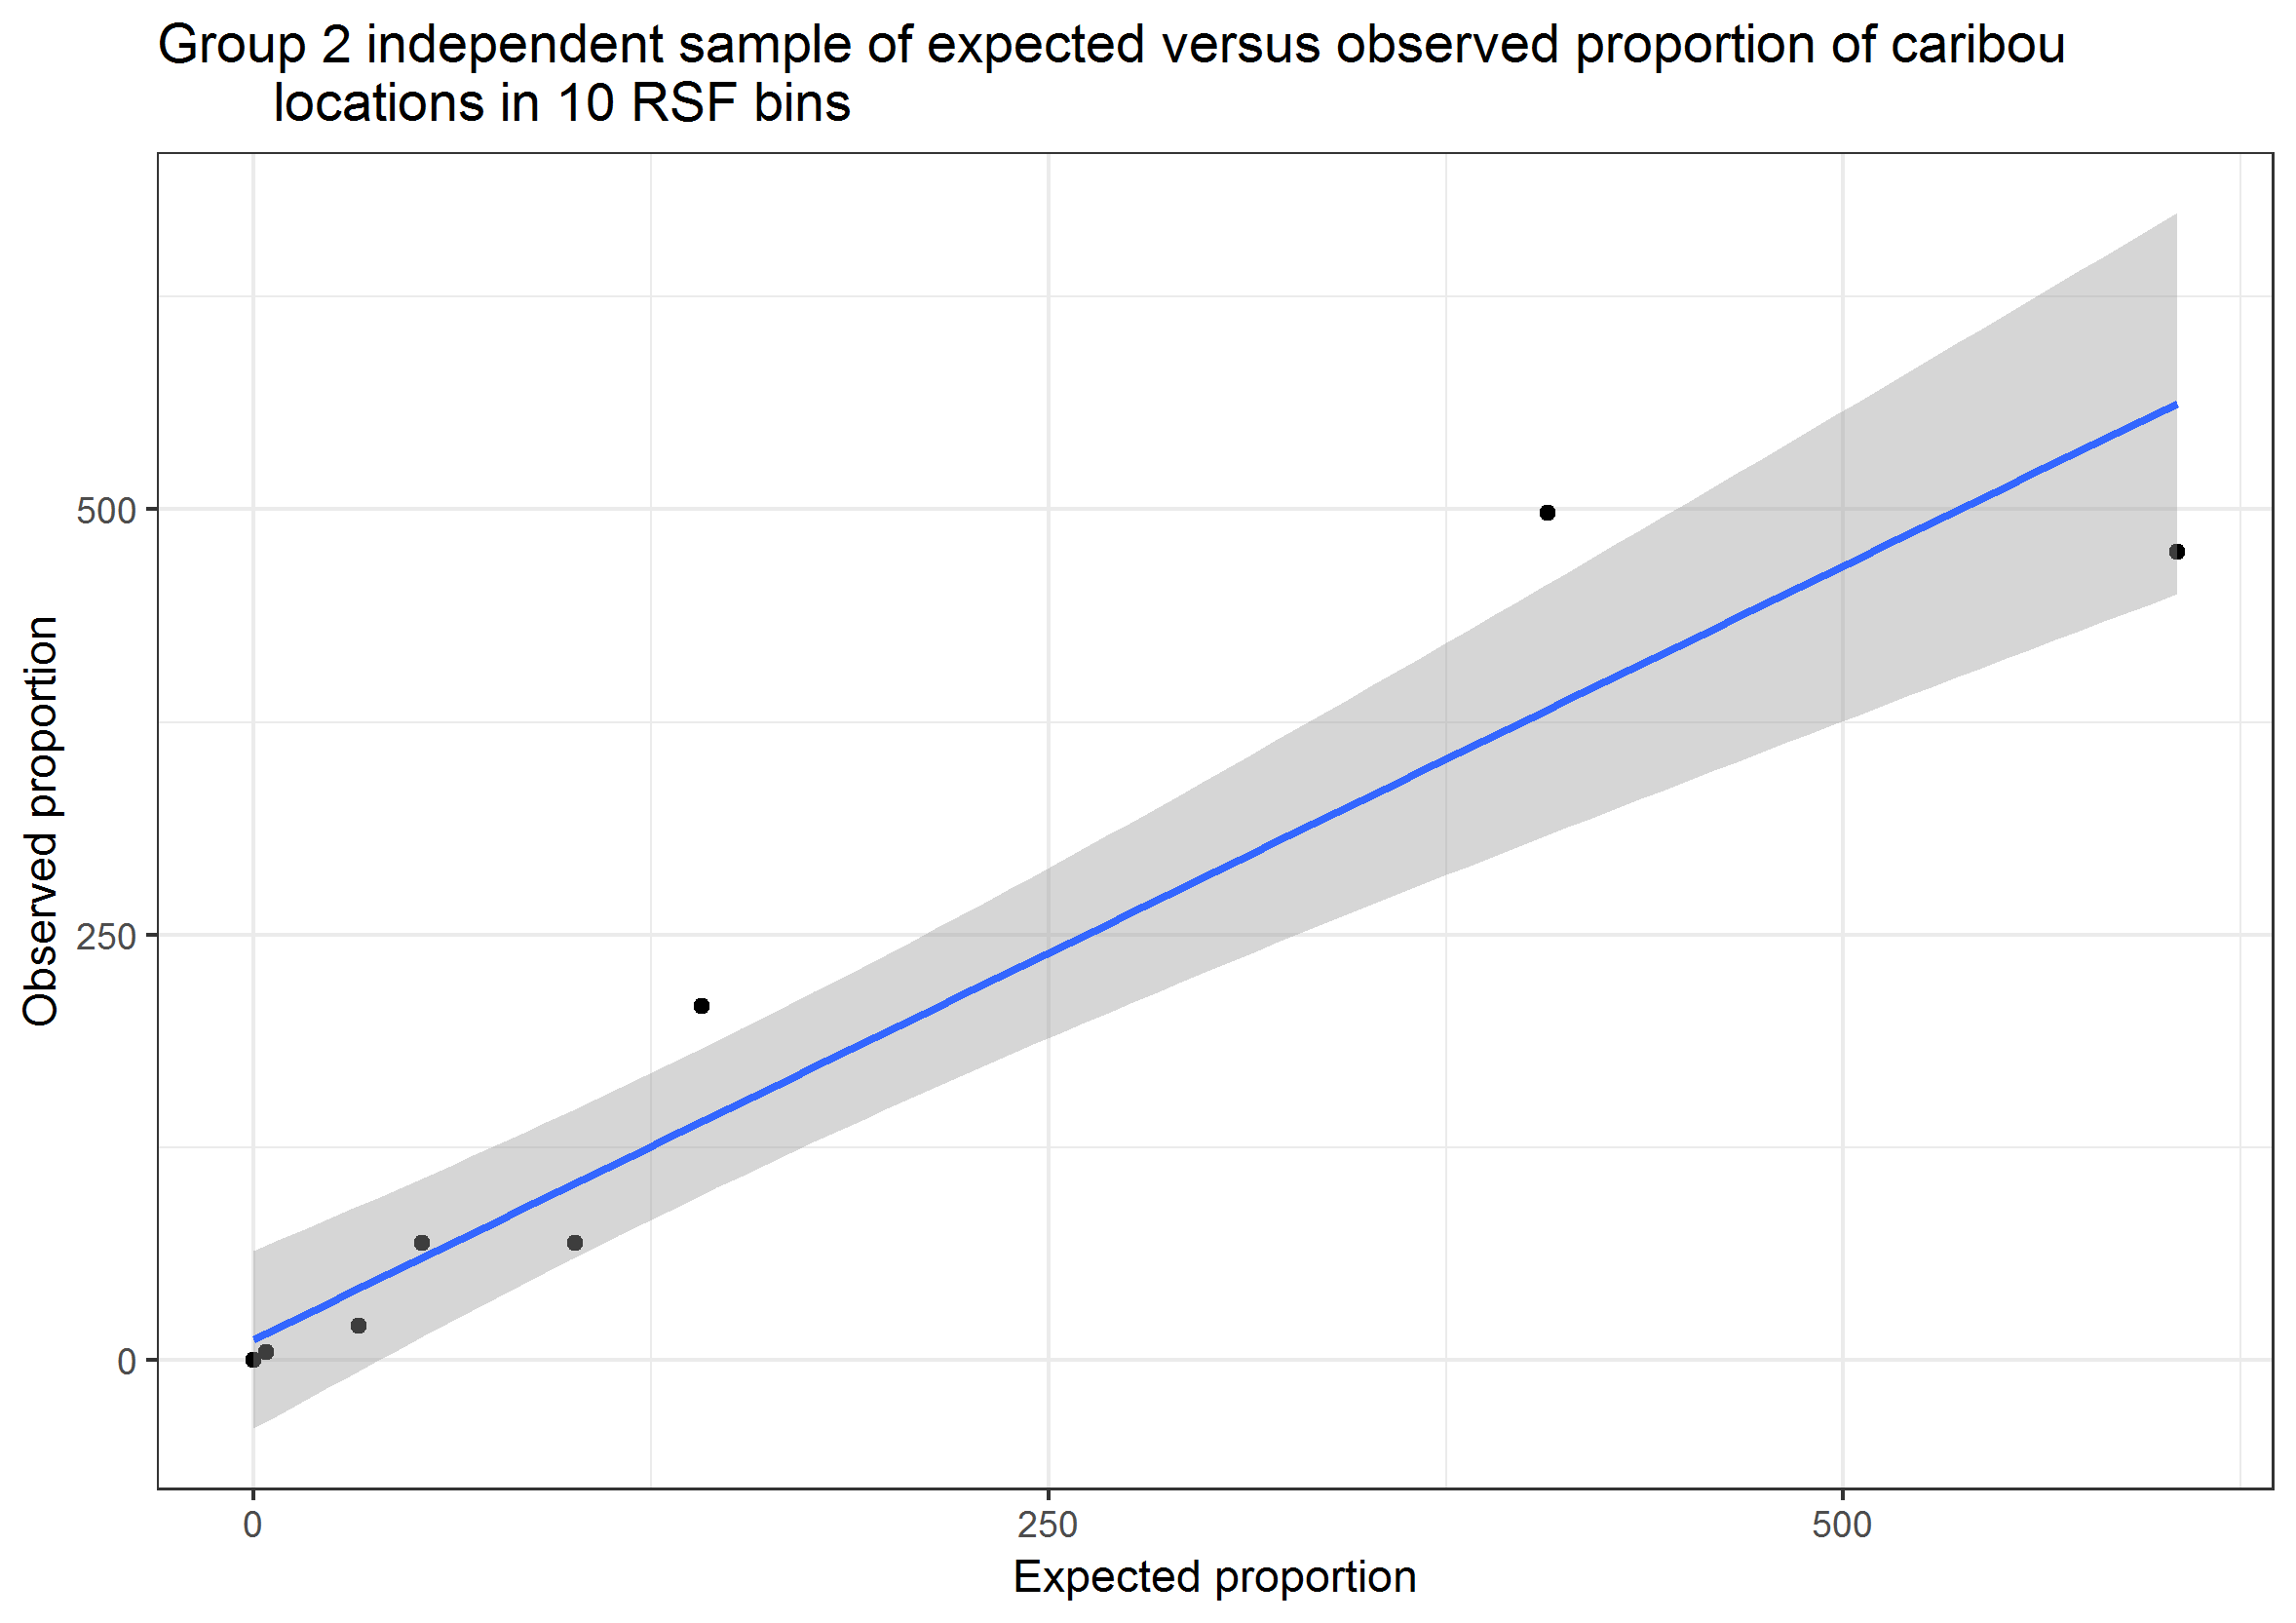 Group 2 independent sample of expected versus observed proportion of caribou
locations in 10 RSF bins
Observed proportion
500
250
0
0
250
500
Expected proportion